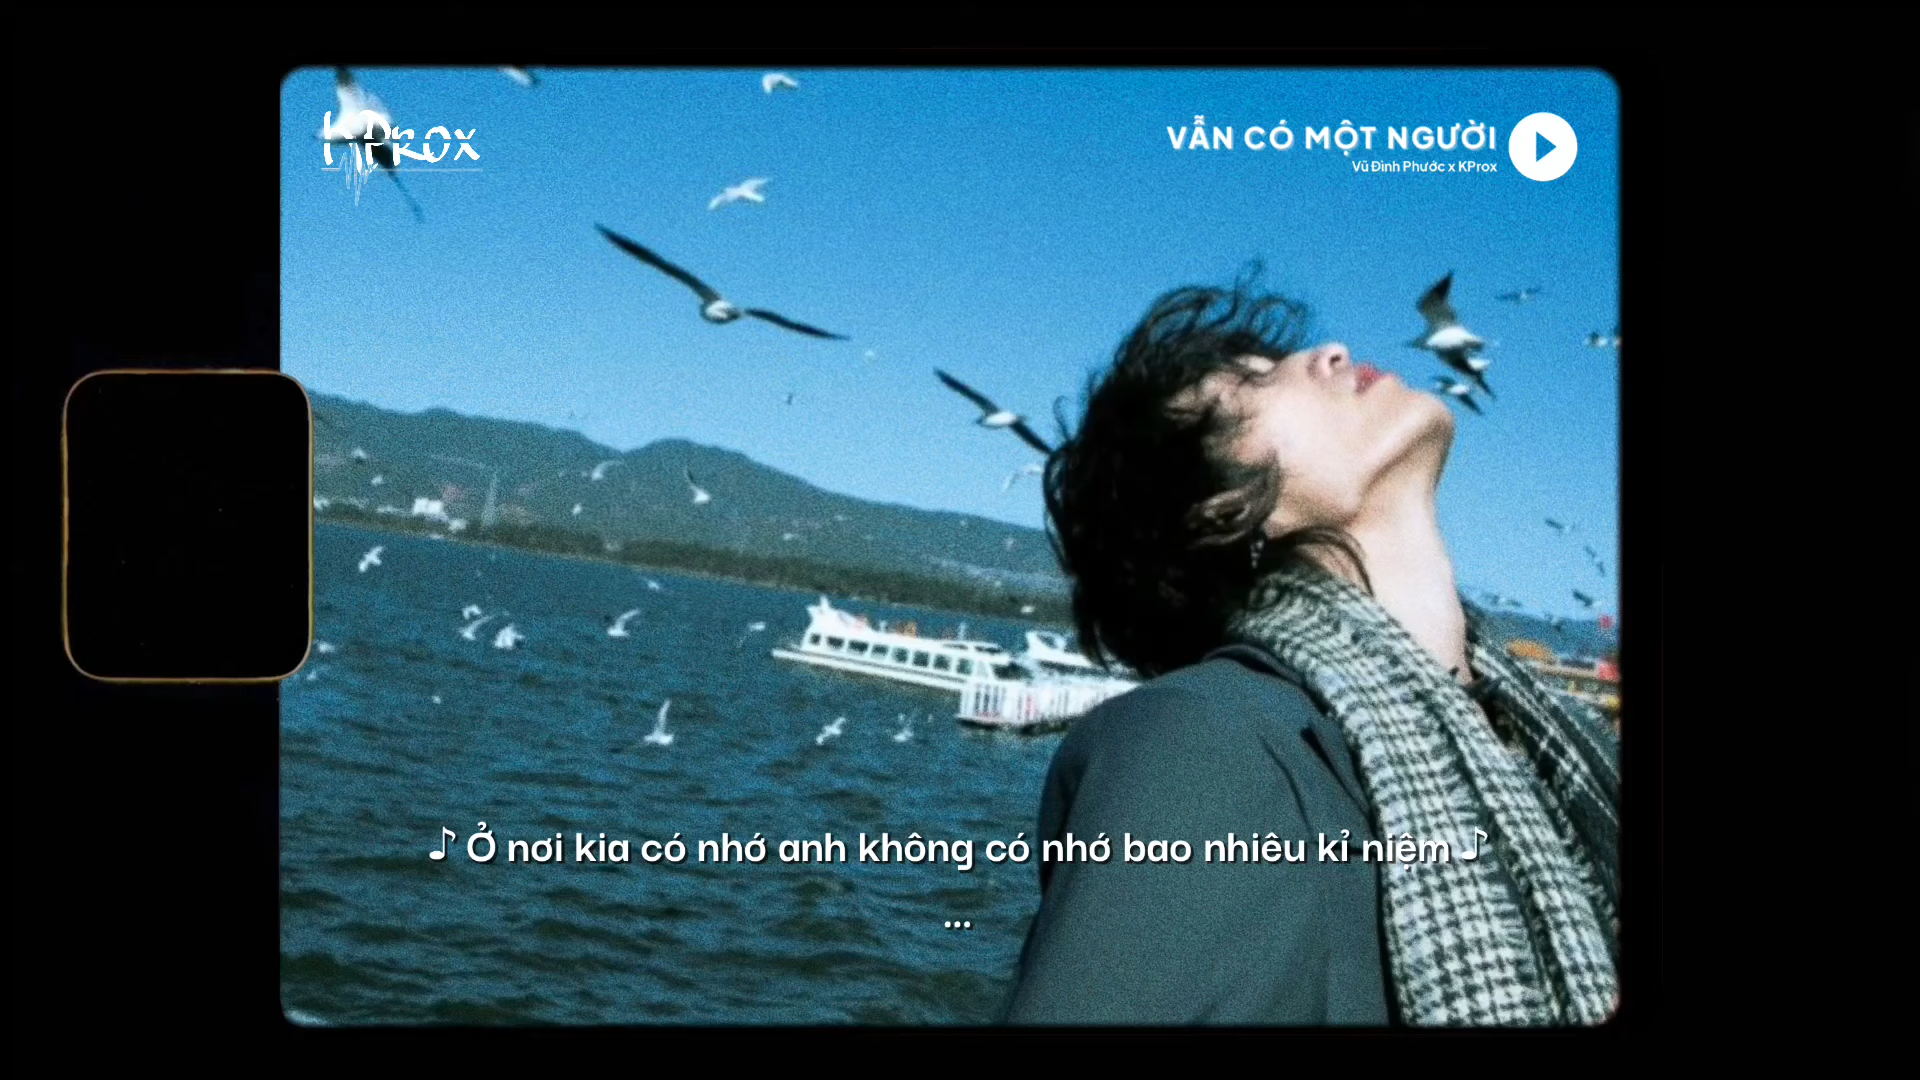 KProx
VẪN CÓ MỘT NGƯỜI
Vũ Đình Phước x KProx
♪ Ở nơi kia có nhớ anh không có nhớ bao nhiêu kỉ niệm ♪
...